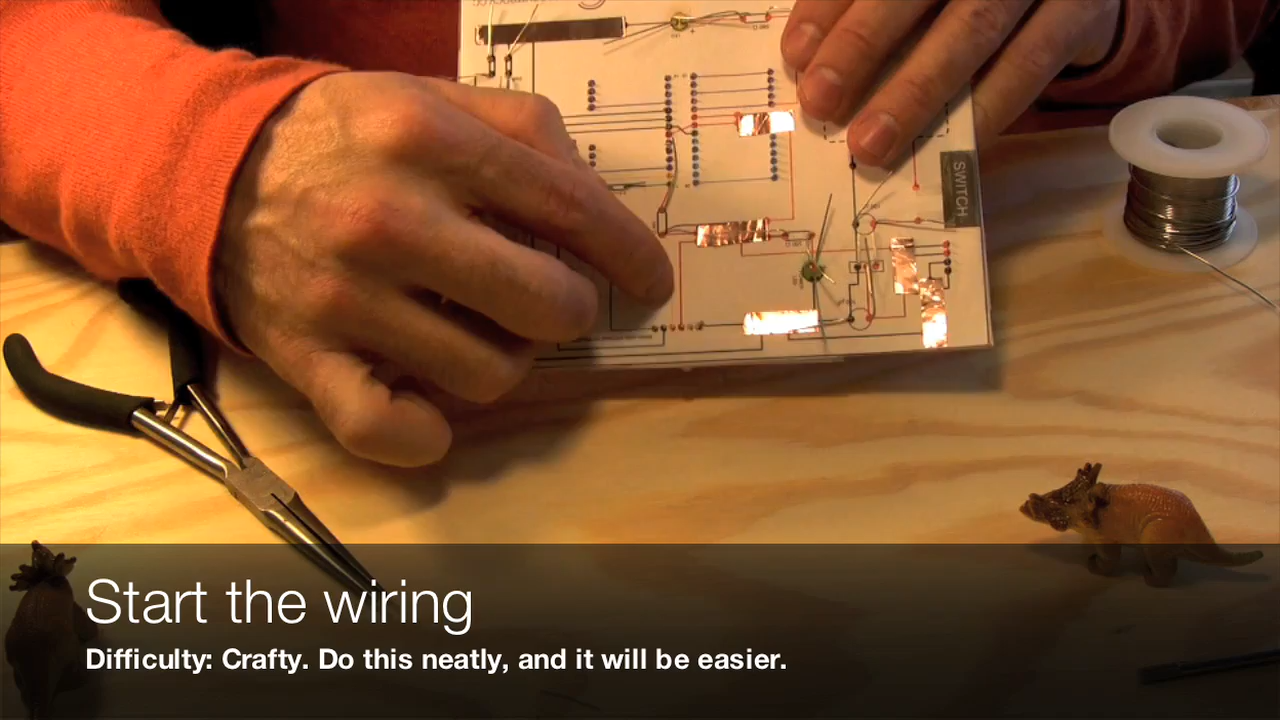 SWITCH
Start the wiring
Difficulty: Crafty. Do this neatly, and it will be easier.